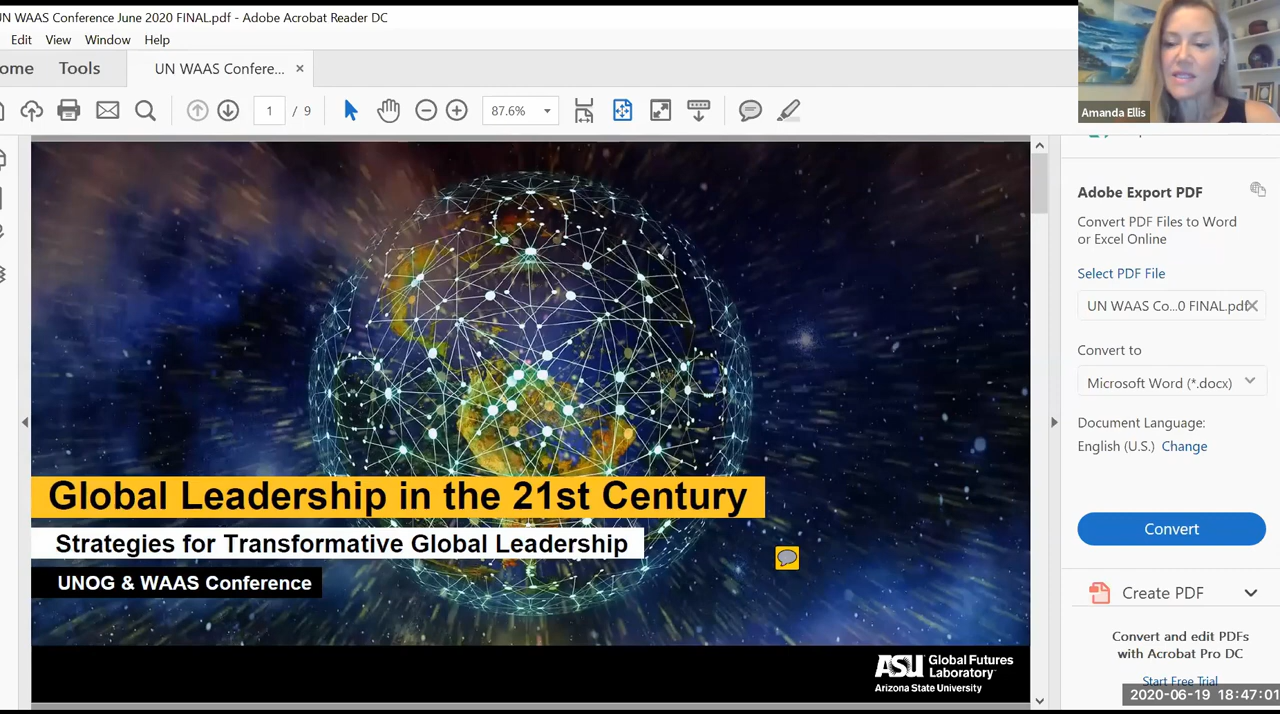 UN WAAS Conference June 2020 FINAL.pdf - Adobe Acrobat Reader DC
Edit View Window Help
ome Tools UN WAAS Confere... ×
1 / 9 87.6%
Amanda Ellis
Adobe Export PDF
Convert PDF Files to Word
or Excel Online
Select PDF File
UN WAAS Co...0 FINAL.pdf
Convert to
Microsoft Word (*.docx)
Document Language:
English (U.S.) Change
Convert
Create PDF
Convert and edit PDFs
with Acrobat Pro DC
Start Free Trial
2020-06-19 18:47:01
Global Leadership in the 21st Century
Strategies for Transformative Global Leadership
UNOG & WAAS Conference
ASU Global Futures
Laboratory
Arizona State University